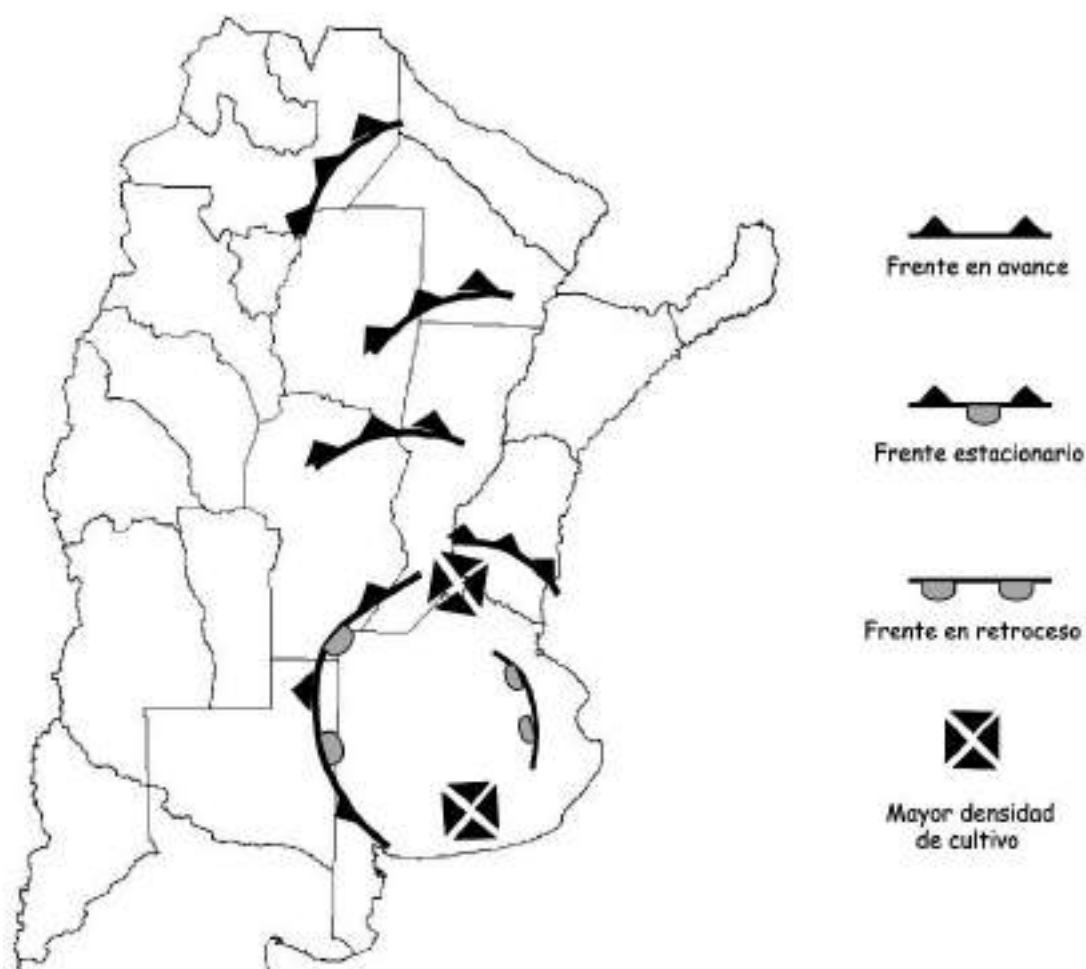 Frente en avance
Frente estacionario
Frente en retroceso
Mayor densidad
de cultivo